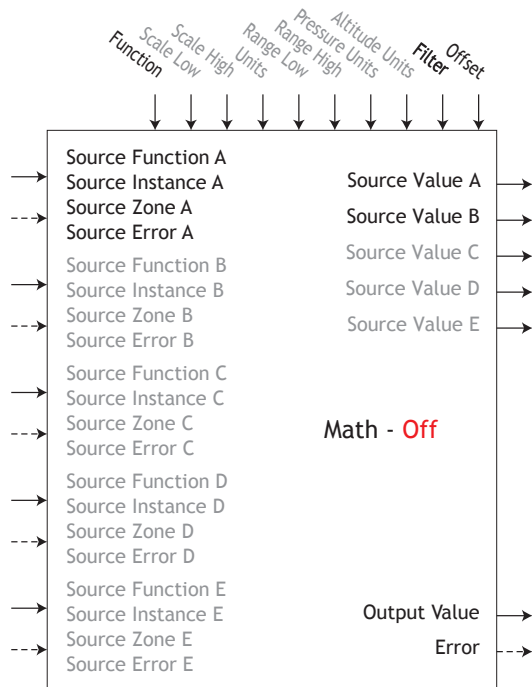 Function
Scale Low
Scale High
Units
Range Low
Range High
Pressure Units
Altitude Units
Filter
Offset
Source Function A
Source Instance A
Source Zone A
Source Error A
Source Function B
Source Instance B
Source Zone B
Source Error B
Source Function C
Source Instance C
Source Zone C
Source Error C
Source Function D
Source Instance D
Source Zone D
Source Error D
Source Function E
Source Instance E
Source Zone E
Source Error E
Source Value A
Source Value B
Source Value C
Source Value D
Source Value E
Math - Off
Output Value
Error